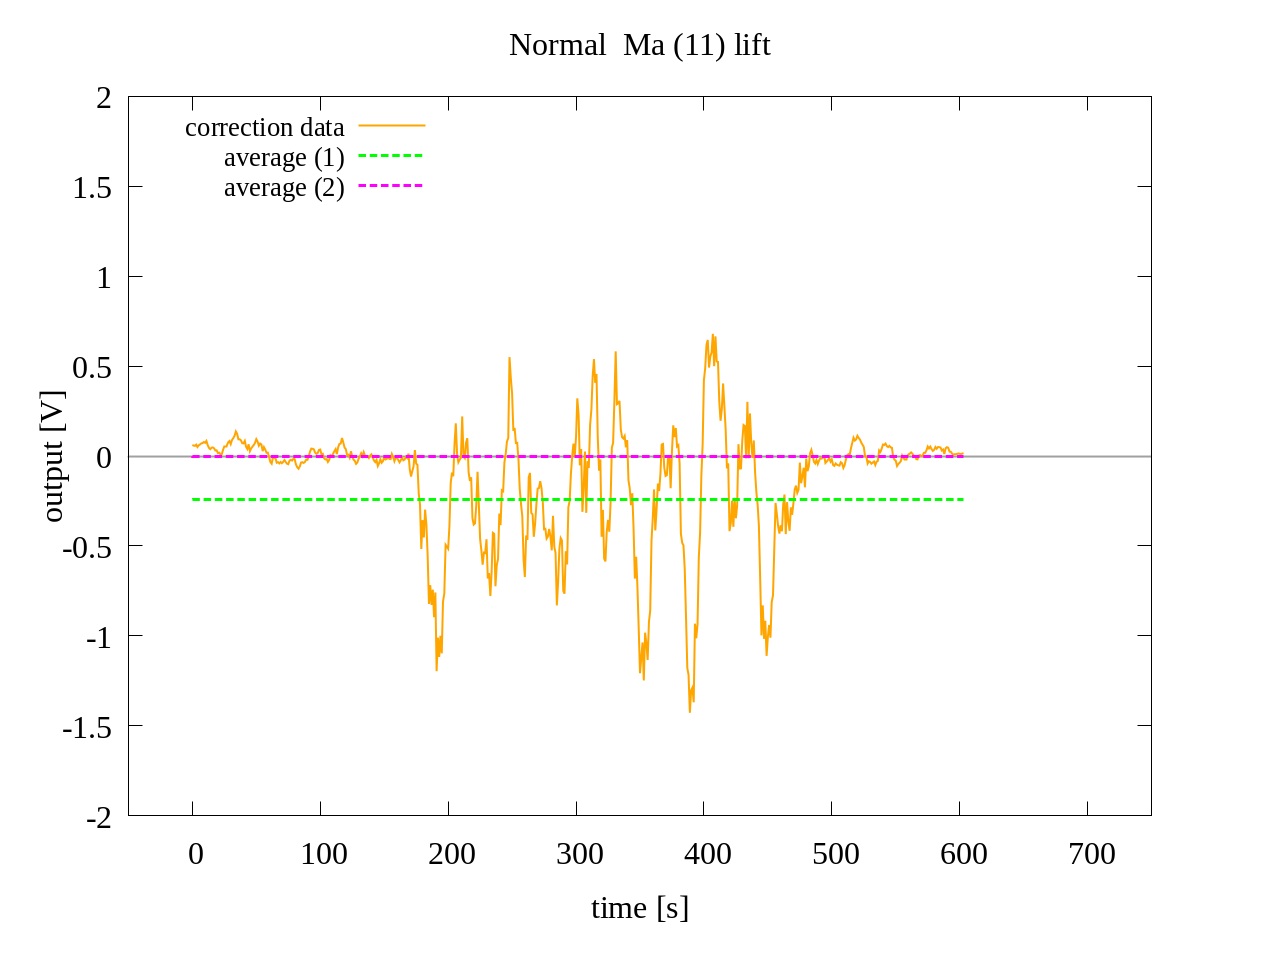 Normal  Ma (11) lift
correction data
average (1)
average (2)
2
1.5
1
0.5
0
-0.5
-1
-1.5
-2
output [V]
0 100 200 300 400 500 600 700
time [s]